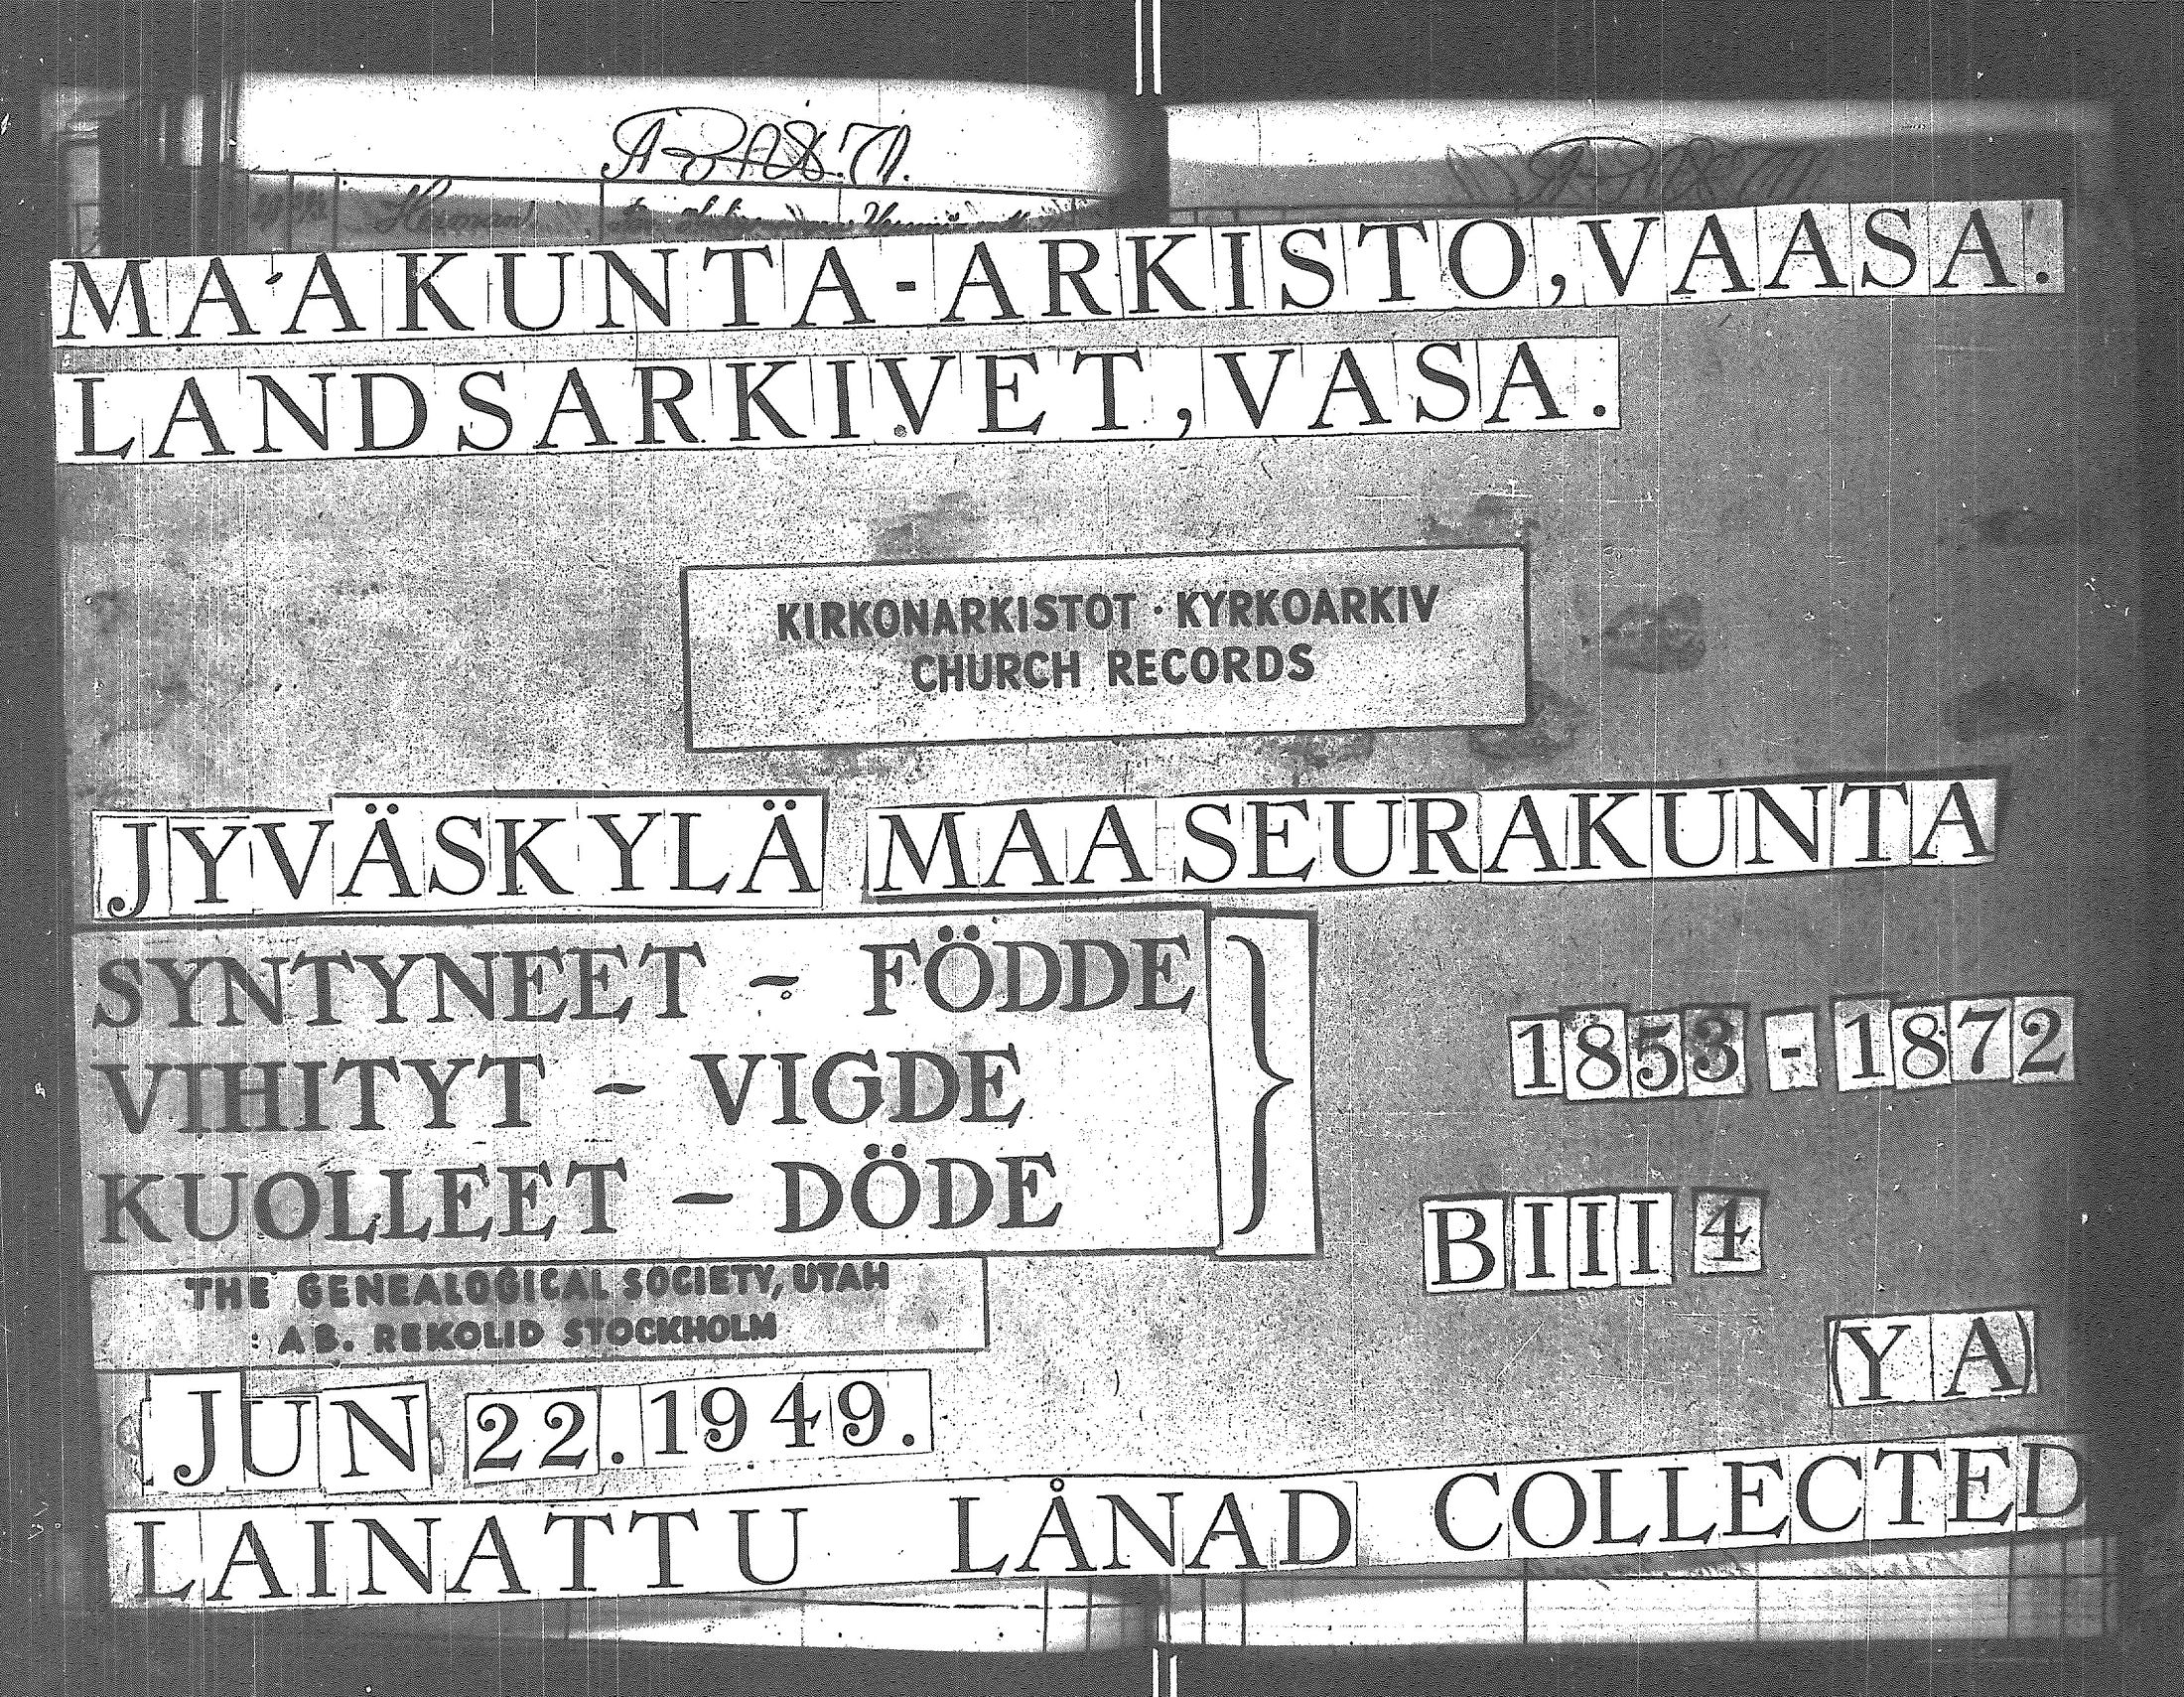 MAAKUNTA-ARKISTO,VAASA.
LANDSARKIVET,VASA.
KIRKONARKISTOT · KYRKOARKIV
CHURCH RECORDS
JYVÄSKYLÄ MAASEURAKUNTA
SYNTYNEET - FÖDDE
VIHITYT - VIGDE
KUOLLEET - DÖDE
}
1853-1872
BIII 4
THE GENEALOGICAL SOCIETY, UTAH
AB. REKOLID STOCKHOLM
(YA)
JUN 22.1949.
LAINATTU LÅNAD COLLECTED